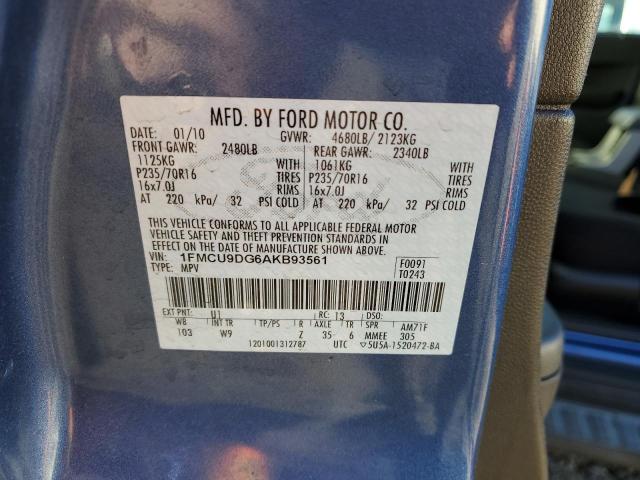 MFD. BY FORD MOTOR CO.
DATE: 01/10 GVWR: 4680LB/ 2123KG
FRONT GAWR: 2480LB REAR GAWR: 2340LB
1125KG WITH 1061KG WITH
P235/70R16 TIRES P235/70R16 TIRES
16x7.0J RIMS 16x7.0J RIMS
AT 220 kPa/ 32 PSI COLD AT 220 kPa/ 32 PSI COLD
THIS VEHICLE CONFORMS TO ALL APPLICABLE FEDERAL MOTOR
VEHICLE SAFETY AND THEFT PREVENTION STANDARDS IN
EFFECT ON THE DATE OF MANUFACTURE SHOWN ABOVE.
VIN: 1FMCU9DG6AKB93561 F0091
TYPE: MPV T0243
EXT PNT: U1 RC: 13 DSO:
WB INT TR TP/PS R AXLE TR SPR AM71F
103 W9 Z 35 6 MMEE 305
1201001312787 UTC 5U5A-1520472-BA
Ford